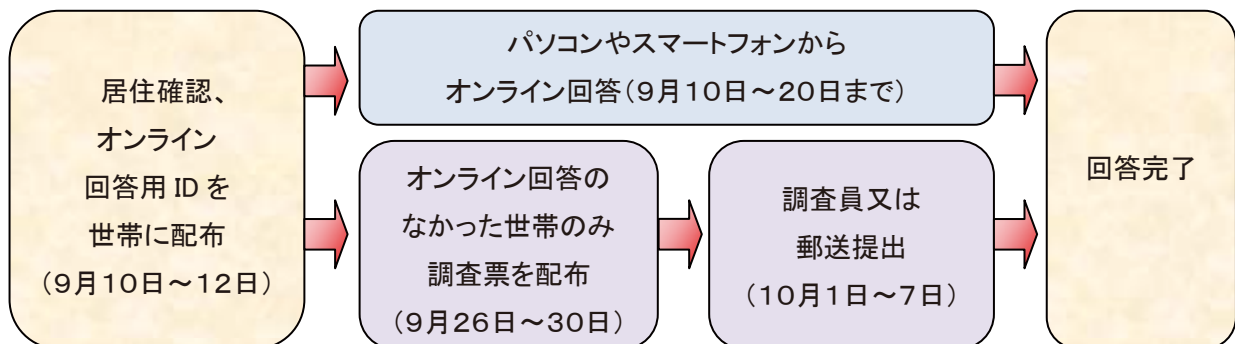 居住確認、
オンライン
回答用 ID を
世帯に配布
（９月１０日～１２日）
パソコンやスマートフォンから
オンライン回答（９月１０日～２０日まで）
オンライン回答の
なかった世帯のみ
調査票を配布
（９月２６日～３０日）
調査員又は
郵送提出
（１０月１日～７日）
回答完了